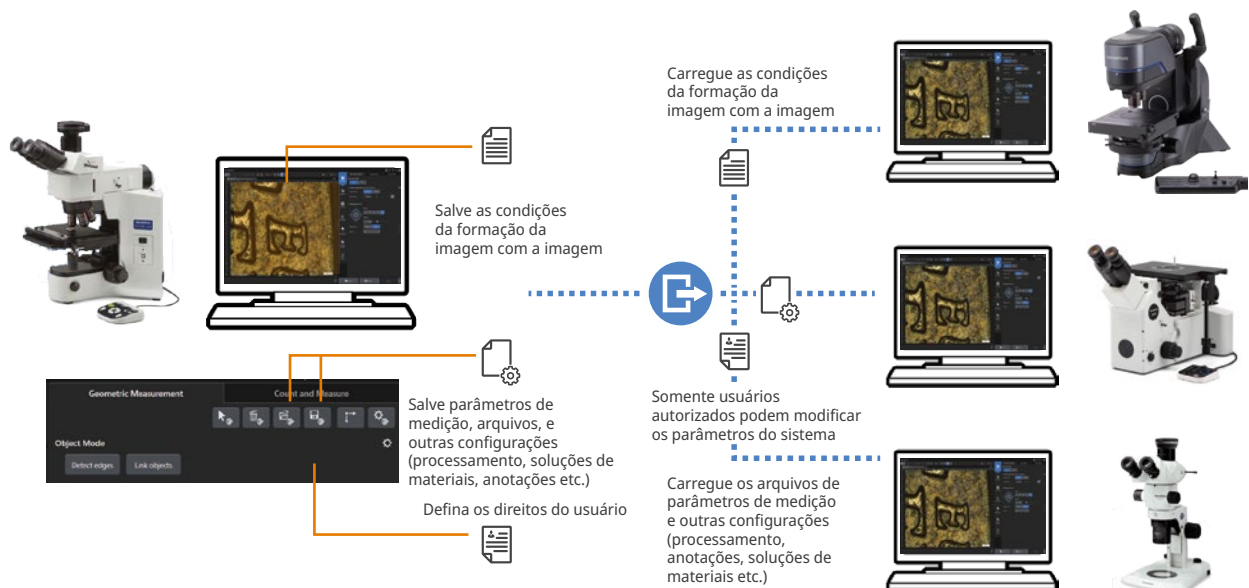 Salve as condições
da formação da
imagem com a imagem
Geometric Measurement
Count and Measure
Object Mode
Detect edges
Link objects
Salve parâmetros de
medição, arquivos, e
outras configurações
(processamento, soluções de
materiais, anotações etc.)
Defina os direitos do usuário
Carregue as condições
da formação da
imagem com a imagem
Somente usuários
autorizados podem modificar
os parâmetros do sistema
Carregue os arquivos de
parâmetros de medição
e outras configurações
(processamento,
anotações, soluções de
materiais etc.)